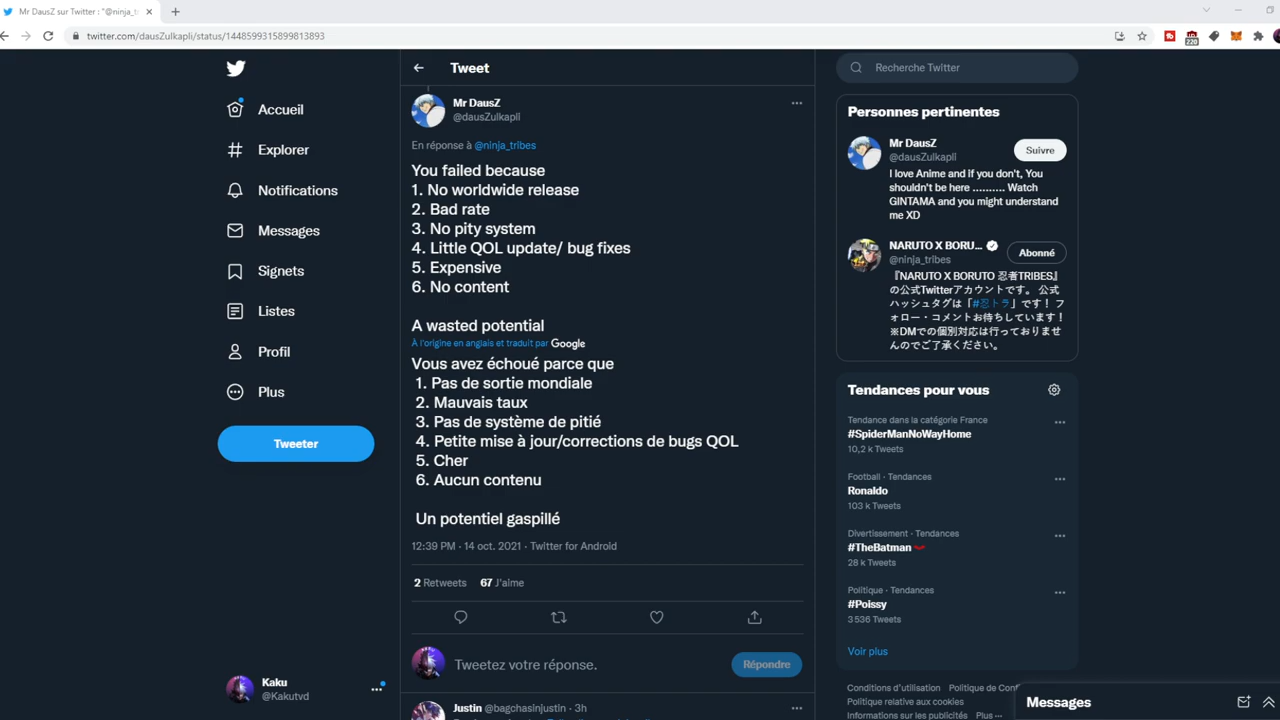 Mr DausZ sur Twitter : "@ninja_t
twitter.com/dausZulkapli/status/1448599315899813893
220
Accueil
Explorer
Notifications
Messages
Signets
Listes
Profil
Plus
Tweeter
Kaku
@Kakutvd
Tweet
Mr DausZ
@dausZulkapli
En réponse à @ninja_tribes
You failed because
1. No worldwide release
2. Bad rate
3. No pity system
4. Little QOL update/ bug fixes
5. Expensive
6. No content
A wasted potential
À l'origine en anglais et traduit par Google
Vous avez échoué parce que
1. Pas de sortie mondiale
2. Mauvais taux
3. Pas de système de pitié
4. Petite mise à jour/corrections de bugs QOL
5. Cher
6. Aucun contenu
Un potentiel gaspillé
12:39 PM · 14 oct. 2021 · Twitter for Android
2 Retweets 67 J'aime
Tweetez votre réponse.
Répondre
Justin @bagchasinjustin · 3h
Recherche Twitter
Personnes pertinentes
Mr DausZ
@dausZulkapli
Suivre
I love Anime and if you don't, You
shouldn't be here .......... Watch
GINTAMA and you might understand
me XD
NARUTO X BORU...
@ninja_tribes
Abonné
『NARUTO X BORUTO 忍者TRIBES』
の公式Twitterアカウントです。 公式
ハッシュタグは「#忍トラ」です！ フ
ォロー・コメントお待ちしています！
※DMでの個別対応は行っておりませ
んのでご了承ください。
Tendances pour vous
Tendance dans la catégorie France
#SpiderManNoWayHome
10,2 k Tweets
Football · Tendances
Ronaldo
103 k Tweets
Divertissement · Tendances
#TheBatman
28 k Tweets
Politique · Tendances
#Poissy
3 536 Tweets
Voir plus
Conditions d'utilisation Politique de Conf
Politique relative aux cookies
Informations sur les publicités Plus ···
Messages